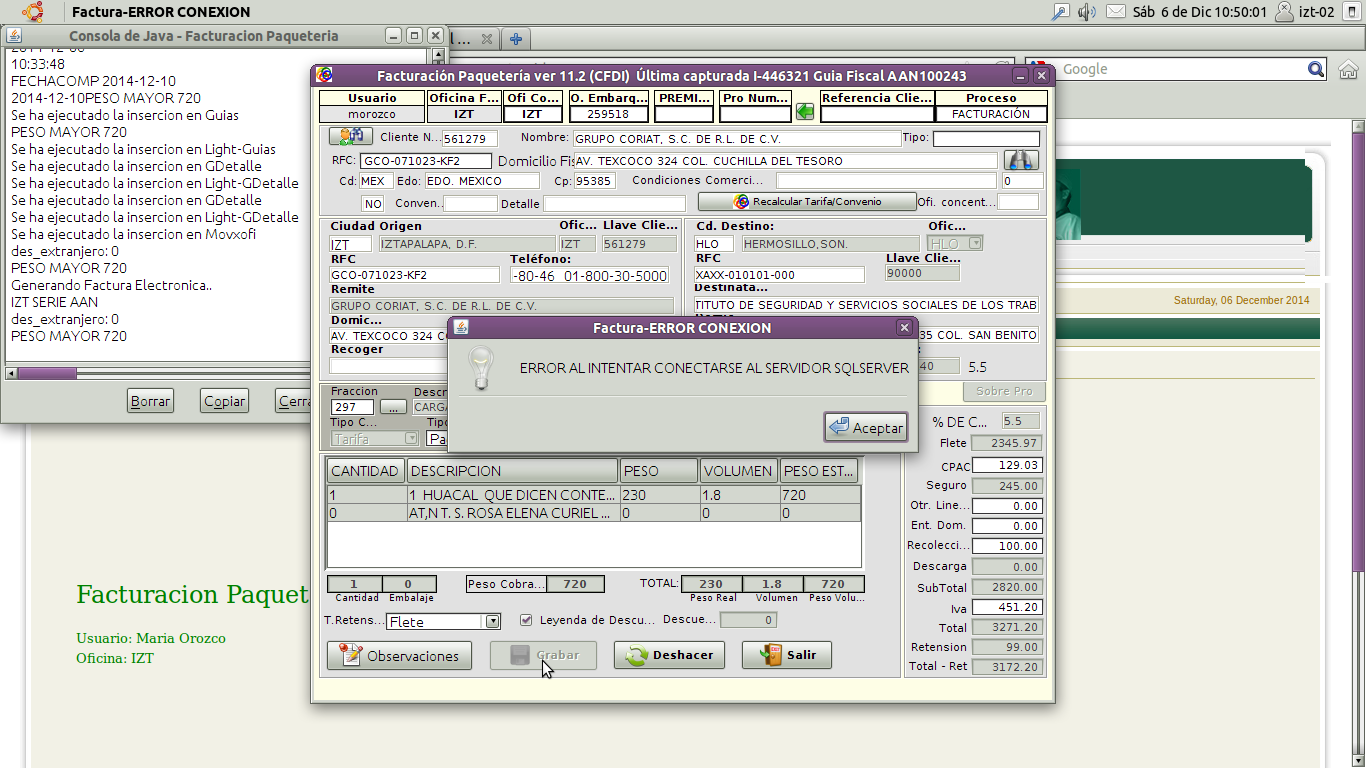 Factura-ERROR CONEXION
Sáb 6 de Dic 10:50:01
izt-02
Consola de Java - Facturacion Paqueteria
10:33:48
FECHACOMP 2014-12-10
2014-12-10PESO MAYOR 720
Se ha ejecutado la insercion en Guias
PESO MAYOR 720
Se ha ejecutado la insercion en Light-Guias
Se ha ejecutado la insercion en GDetalle
Se ha ejecutado la insercion en Light-GDetalle
Se ha ejecutado la insercion en GDetalle
Se ha ejecutado la insercion en Light-GDetalle
Se ha ejecutado la insercion en Movxofi
des_extranjero: 0
PESO MAYOR 720
Generando Factura Electronica..
IZT SERIE AAN
des_extranjero: 0
PESO MAYOR 720
Borrar Copiar Cerra
Google
Saturday, 06 December 2014
Facturacion Paquet
Usuario: Maria Orozco
Oficina: IZT
Facturación Paquetería ver 11.2 (CFDI) Última capturada I-446321 Guia Fiscal AAN100243
Usuario Oficina F... Ofi Co... O. Embarq... PREMI... Pro Num... Referencia Clie... Proceso
morozco IZT IZT 259518 FACTURACIÓN
Cliente N... 561279 Nombre: GRUPO CORIAT, S.C. DE R.L. DE C.V. Tipo:
RFC: GCO-071023-KF2 Domicilio Fis AV. TEXCOCO 324 COL. CUCHILLA DEL TESORO
Cd: MEX Edo: EDO. MEXICO Cp: 95385 Condiciones Comerci... 0
NO Conven... Detalle Recalcular Tarifa/Convenio Ofi. concent...
Ciudad Origen Ofic... Llave Clie...
IZT IZTAPALAPA, D.F. IZT 561279
RFC Teléfono:
GCO-071023-KF2 -80-46 01-800-30-5000
Remite
GRUPO CORIAT, S.C. DE R.L. DE C.V.
Domic...
AV. TEXCOCO 324 CO
Recoger
Cd. Destino: Ofic...
HLO HERMOSILLO,SON. HLO
RFC Llave Clie...
XAXX-010101-000 90000
Destinata...
TITUTO DE SEGURIDAD Y SERVICIOS SOCIALES DE LOS TRAB
35 COL. SAN BENITO
40 5.5
Factura-ERROR CONEXION
ERROR AL INTENTAR CONECTARSE AL SERVIDOR SQLSERVER
Aceptar
Fraccion Descr
297 ... CARGA
Tipo C... Tipo
Tarifa Pa
Sobre Pro
CANTIDAD DESCRIPCION PESO VOLUMEN PESO EST...
1 1 HUACAL QUE DICEN CONTE... 230 1.8 720
0 AT,N T. S. ROSA ELENA CURIEL ... 0 0 0
1 0 Peso Cobra... 720 TOTAL: 230 1.8 720
Cantidad Embalaje Peso Real Volumen Peso Volu...
T.Retens... Flete Leyenda de Descu... Descue... 0
Observaciones Grabar Deshacer Salir
% DE C... 5.5
Flete 2345.97
CPAC 129.03
Seguro 245.00
Otr. Line... 0.00
Ent. Dom. 0.00
Recolecci... 100.00
Descarga 0.00
SubTotal 2820.00
Iva 451.20
Total 3271.20
Retension 99.00
Total - Ret 3172.20